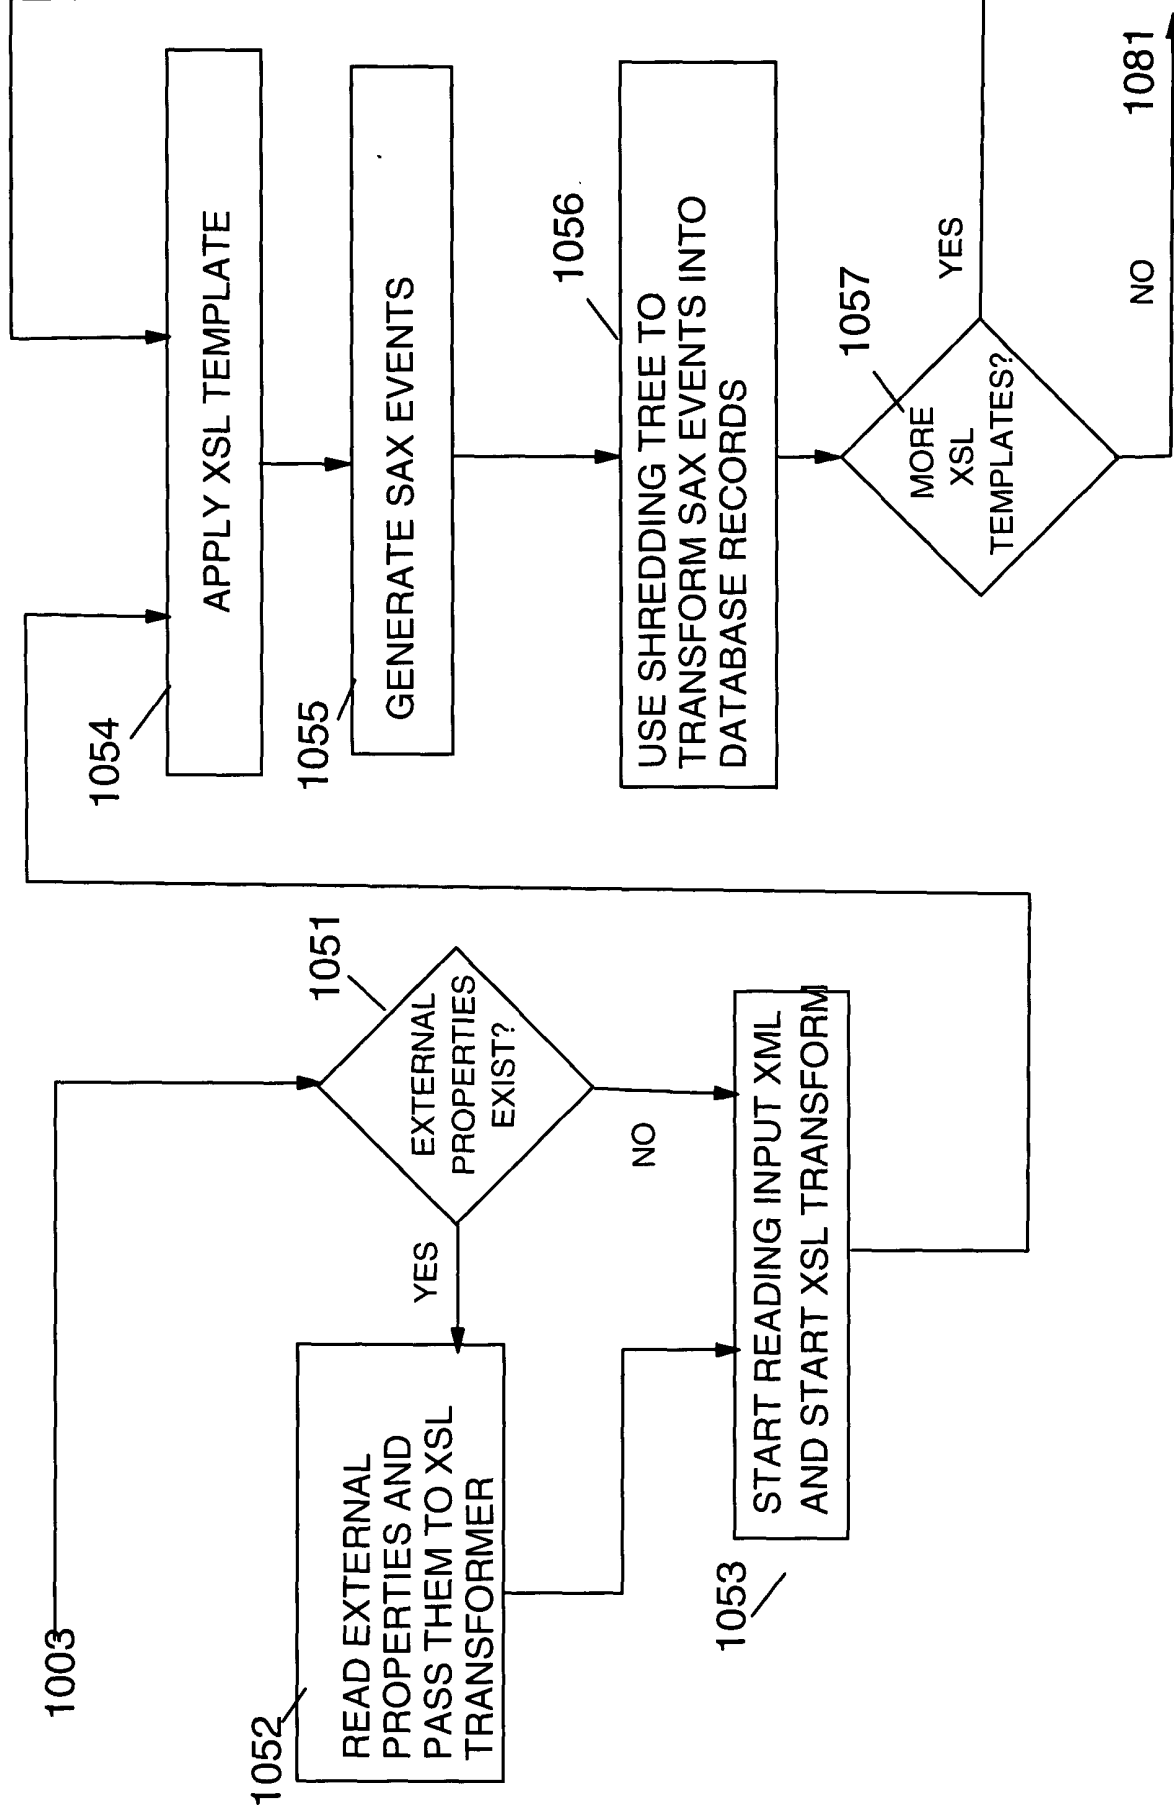 1003
1051
EXTERNAL
PROPERTIES
EXIST?
YES
NO
1052
READ EXTERNAL
PROPERTIES AND
PASS THEM TO XSL
TRANSFORMER
1053
START READING INPUT XML
AND START XSL TRANSFORM
1054
APPLY XSL TEMPLATE
1055
GENERATE SAX EVENTS
1056
USE SHREDDING TREE TO
TRANSFORM SAX EVENTS INTO
DATABASE RECORDS
1057
MORE
XSL
TEMPLATES?
YES
NO
1081